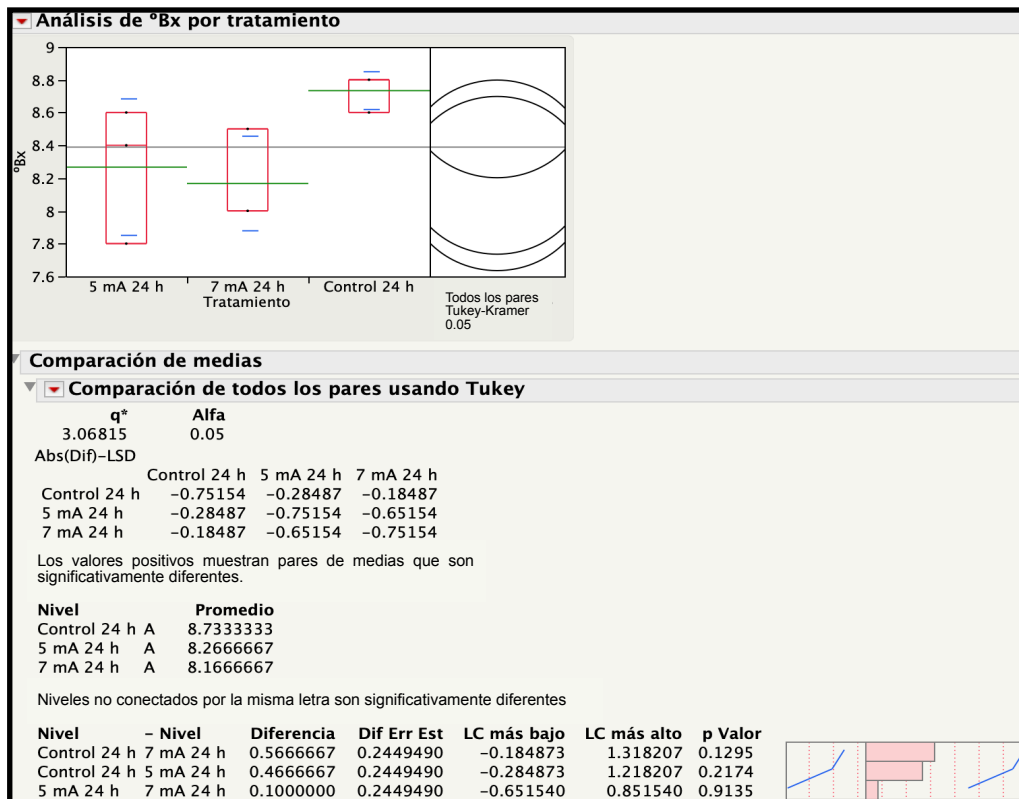 Análisis de ºBx por tratamiento
9
8.8
8.6
8.4
8.2
8
7.8
7.6
ºBx
5 mA 24 h 7 mA 24 h Control 24 h
Tratamiento
Todos los pares
Tukey-Kramer
0.05
Comparación de medias
Comparación de todos los pares usando Tukey
q* Alfa
3.06815 0.05
Abs(Dif)-LSD
Control 24 h 5 mA 24 h 7 mA 24 h
Control 24 h -0.75154 -0.28487 -0.18487
5 mA 24 h -0.28487 -0.75154 -0.65154
7 mA 24 h -0.18487 -0.65154 -0.75154
Los valores positivos muestran pares de medias que son
significativamente diferentes.
Nivel Promedio
Control 24 h A 8.7333333
5 mA 24 h A 8.2666667
7 mA 24 h A 8.1666667
Niveles no conectados por la misma letra son significativamente diferentes
Nivel - Nivel Diferencia Dif Err Est LC más bajo LC más alto p Valor
Control 24 h 7 mA 24 h 0.5666667 0.2449490 -0.184873 1.318207 0.1295
Control 24 h 5 mA 24 h 0.4666667 0.2449490 -0.284873 1.218207 0.2174
5 mA 24 h 7 mA 24 h 0.1000000 0.2449490 -0.651540 0.851540 0.9135